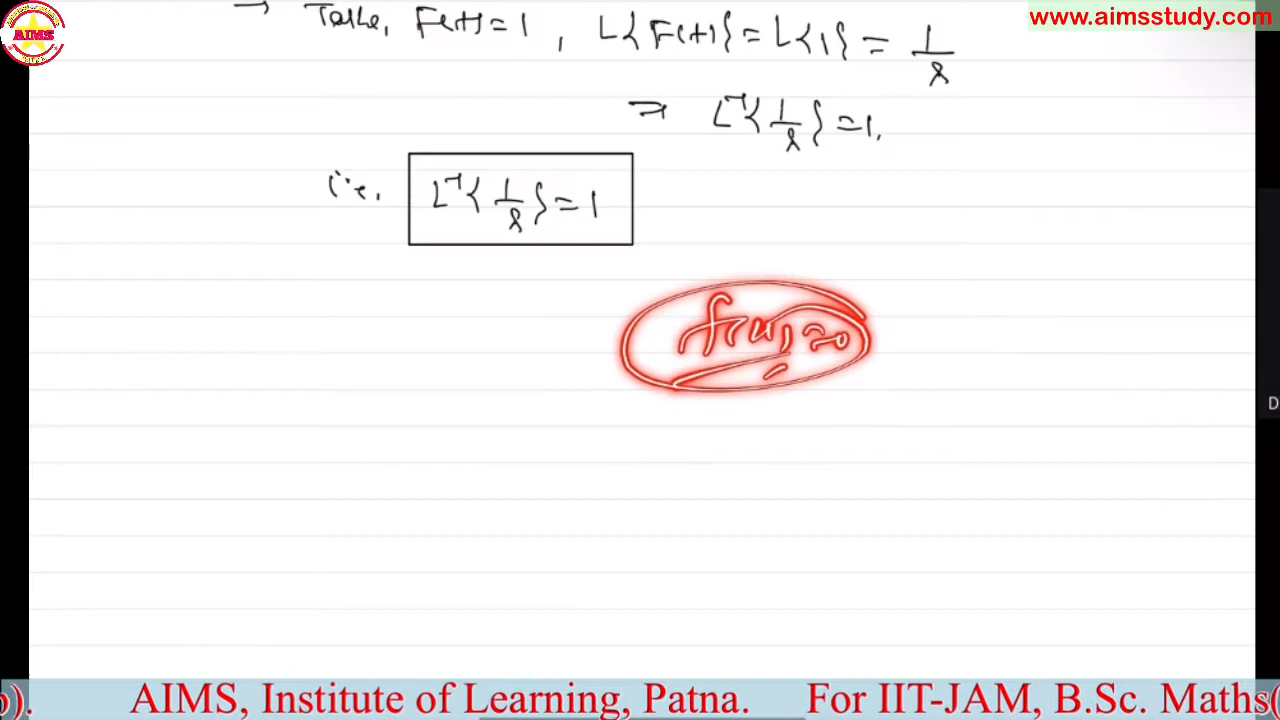 www.aimsstudy.com
AIMS
→ Take, F(t) = 1 , L{F(t)} = L{1} = 1/s
⇒ L⁻¹{1/s} = 1.
i.e. L⁻¹{1/s} = 1
D
). AIMS, Institute of Learning, Patna. For IIT-JAM, B.Sc. Maths(